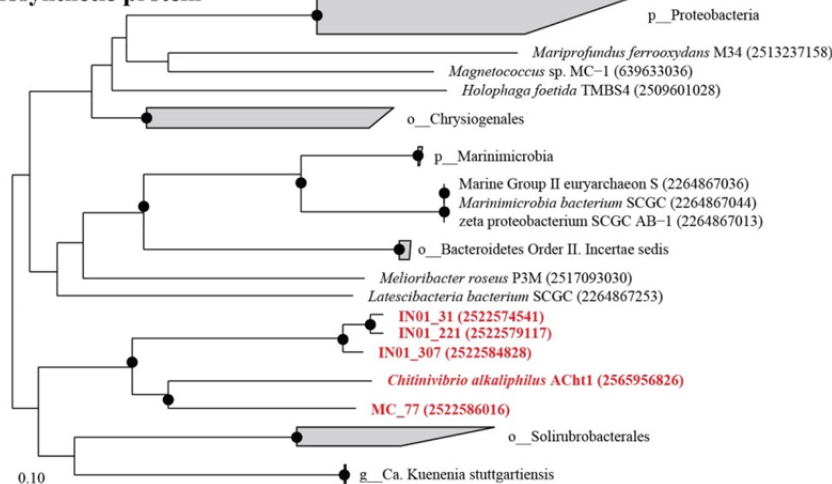 p__Proteobacteria
Mariprofundus ferrooxydans M34 (2513237158)
Magnetococcus sp. MC−1 (639633036)
Holophaga foetida TMBS4 (2509601028)
o__Chrysiogenales
p__Marinimicrobia
Marine Group II euryarchaeon S (2264867036)
Marinimicrobia bacterium SCGC (2264867044)
zeta proteobacterium SCGC AB−1 (2264867013)
o__Bacteroidetes Order II. Incertae sedis
Melioribacter roseus P3M (2517093030)
Latescibacteria bacterium SCGC (2264867253)
IN01_31 (2522574541)
IN01_221 (2522579117)
IN01_307 (2522584828)
Chitinivibrio alkaliphilus ACht1 (2565956826)
MC_77 (2522586016)
o__Solirubrobacterales
g__Ca. Kuenenia stuttgartiensis
0.10